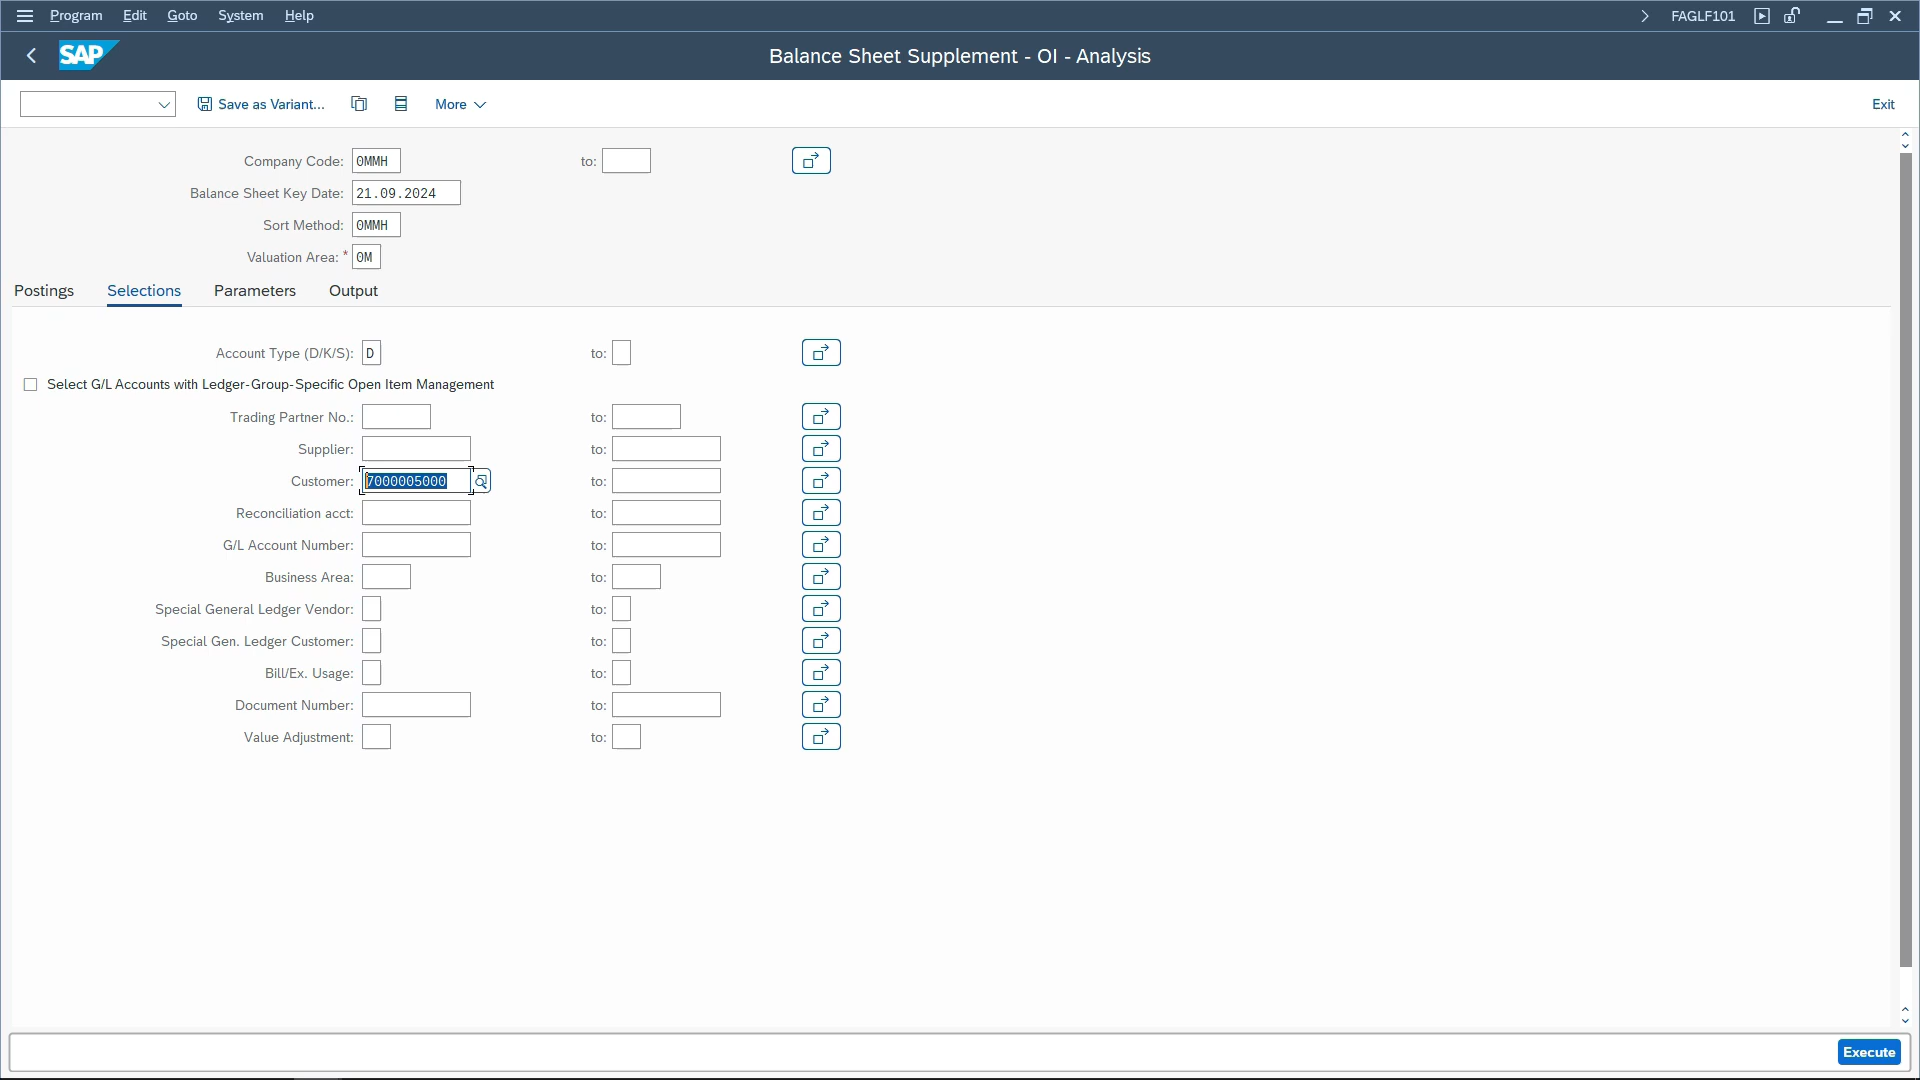 Program Edit Goto System Help FAGLF101
SAP Balance Sheet Supplement - OI - Analysis
Save as Variant... More Exit
Company Code: 0MMH to:
Balance Sheet Key Date: 21.09.2024
Sort Method: 0MMH
Valuation Area: * 0M
Postings Selections Parameters Output
Account Type (D/K/S): D to:
Select G/L Accounts with Ledger-Group-Specific Open Item Management
Trading Partner No.: to:
Supplier: to:
Customer: 7000005000 to:
Reconciliation acct: to:
G/L Account Number: to:
Business Area: to:
Special General Ledger Vendor: to:
Special Gen. Ledger Customer: to:
Bill/Ex. Usage: to:
Document Number: to:
Value Adjustment: to:
Execute